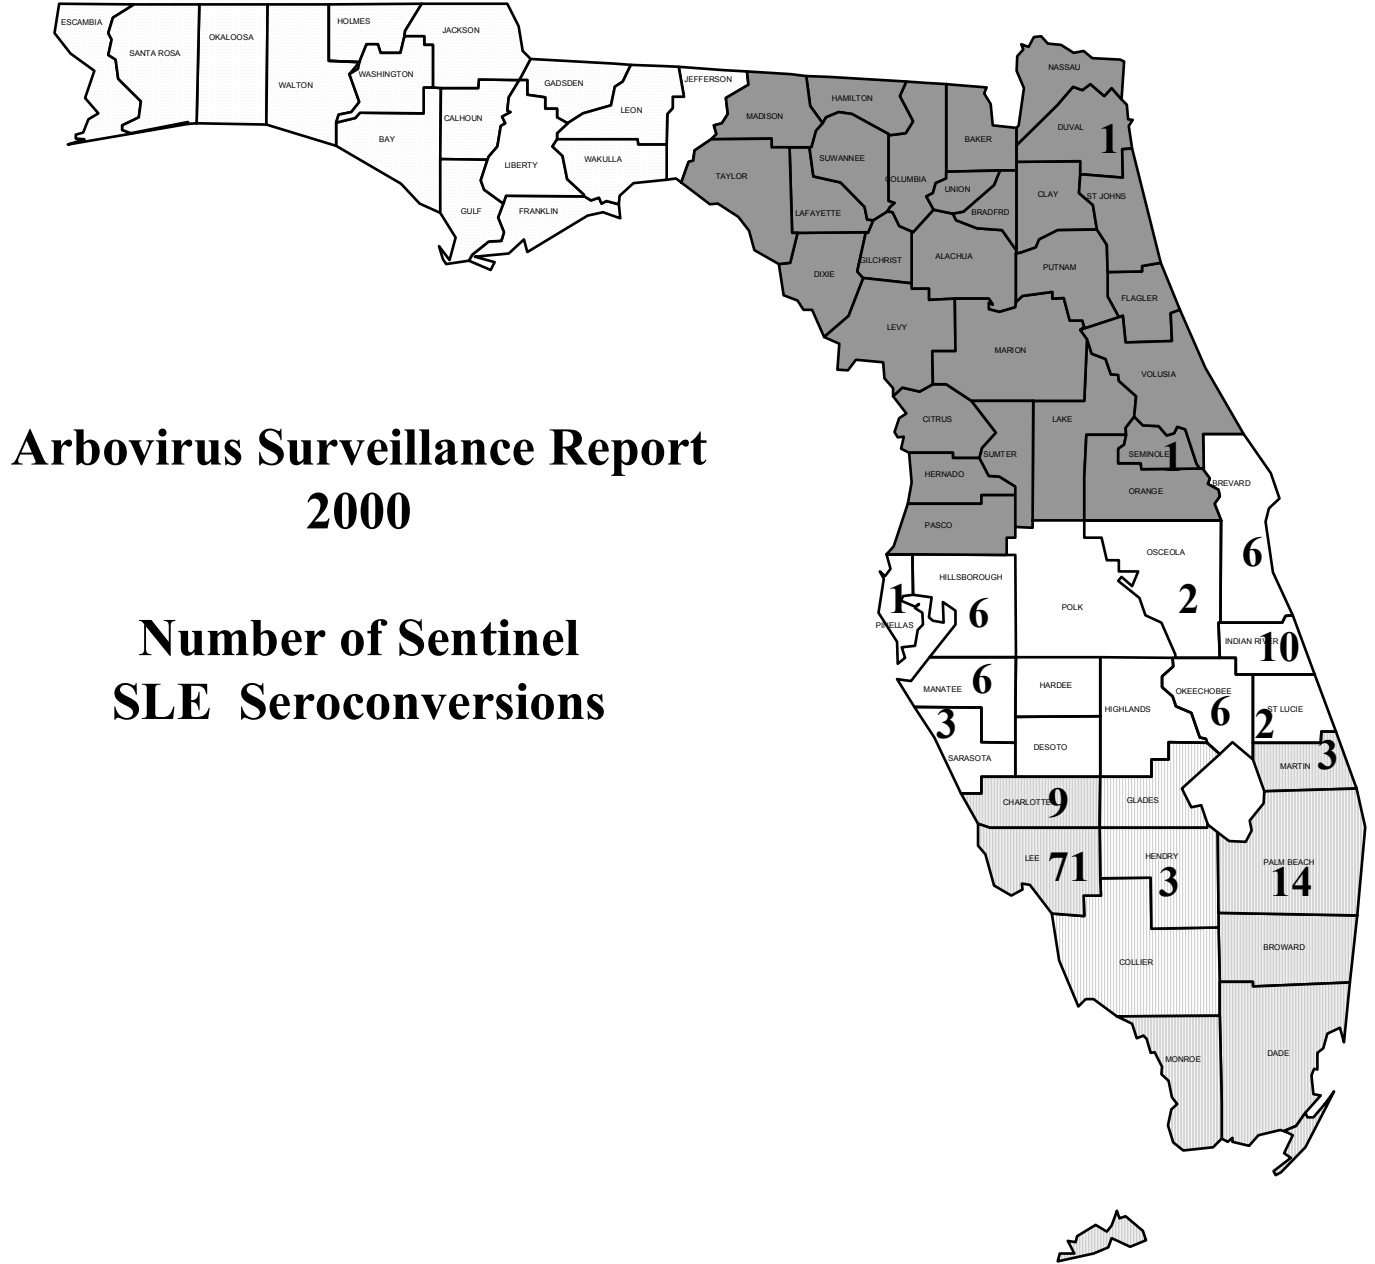 ESCAMBIA
SANTA ROSA
OKALOOSA
WALTON
HOLMES
WASHINGTON
JACKSON
BAY
CALHOUN
GULF
GADSDEN
LIBERTY
FRANKLIN
LEON
WAKULLA
JEFFERSON
MADISON
TAYLOR
HAMILTON
SUWANNEE
LAFAYETTE
DIXIE
COLUMBIA
GILCHRIST
LEVY
BAKER
UNION
BRADFRD
ALACHUA
NASSAU
DUVAL 1
CLAY
ST JOHNS
PUTNAM
FLAGLER
MARION
VOLUSIA
CITRUS
SUMTER
LAKE
SEMINOLE 1
HERNADO
ORANGE
PASCO
Arbovirus Surveillance Report
2000
Number of Sentinel
SLE Seroconversions
BREVARD
6
OSCEOLA
2
HILLSBOROUGH
6
1
PINELLAS
POLK
INDIAN RIVER 10
MANATEE 6
HARDEE
HIGHLANDS
OKEECHOBEE
6
ST LUCIE
2
3
SARASOTA
DESOTO
MARTIN 3
CHARLOTTE 9
GLADES
LEE 71
HENDRY
3
PALM BEACH
14
COLLIER
BROWARD
MONROE
DADE